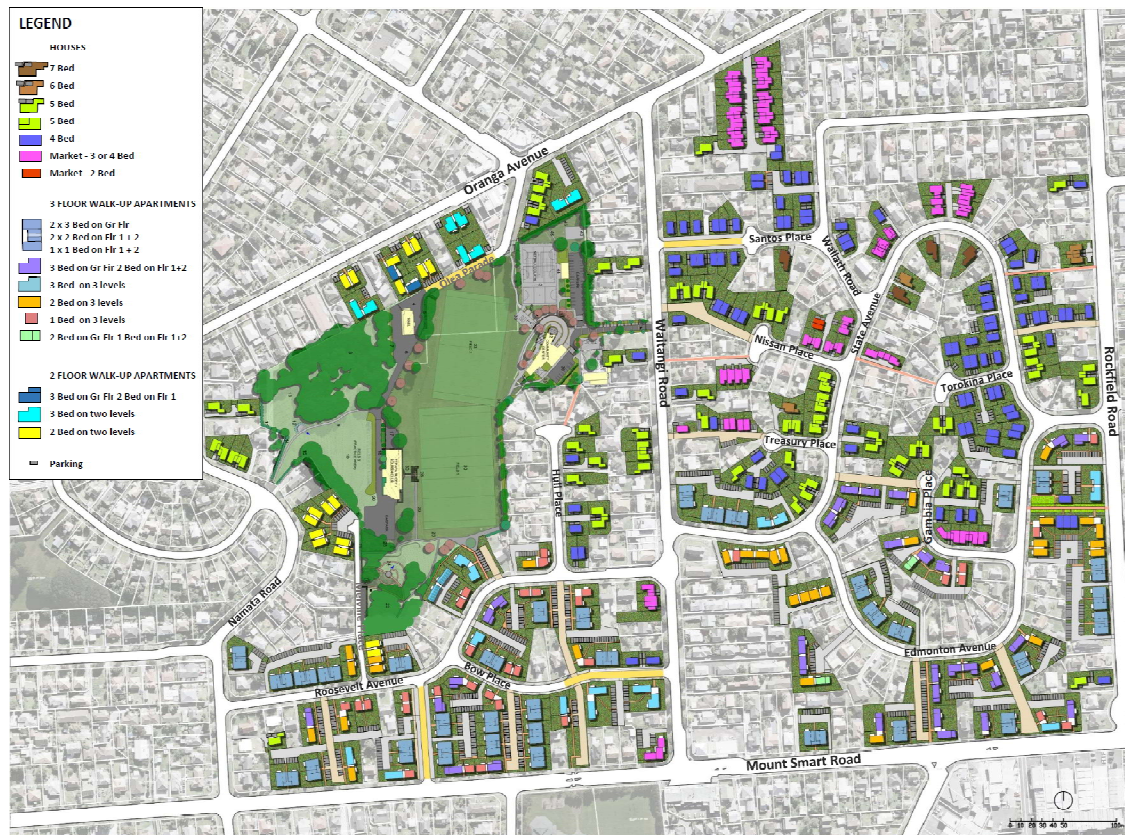 LEGEND
HOUSES
7 Bed
6 Bed
5 Bed
5 Bed
4 Bed
Market - 3 or 4 Bed
Market - 2 Bed
3 FLOOR WALK-UP APARTMENTS
2 x 3 Bed on Gr Flr
2 x 2 Bed on Flr 1 + 2
1 x 1 Bed on Flr 1 + 2
3 Bed on Gr Flr 2 Bed on Flr 1+2
3 Bed on 3 levels
2 Bed on 3 levels
1 Bed on 3 levels
2 Bed on Gr Flr 1 Bed on Flr 1+2
2 FLOOR WALK-UP APARTMENTS
3 Bed on Gr Flr 2 Bed on Flr 1
3 Bed on two levels
2 Bed on two levels
Parking
Oranga Avenue
Santos Place
Wallath Road
State Avenue
Nissan Place
Waitangi Road
Rockfield Road
Torokina Place
Treasury Place
Hull Place
Gambia Place
Namata Road
Edmonton Avenue
Bow Place
Roosevelt Avenue
Mount Smart Road